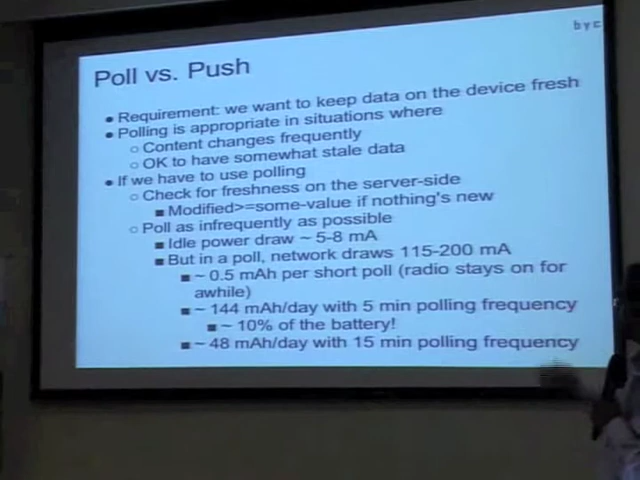 byc
Poll vs. Push
● Requirement: we want to keep data on the device fresh
● Polling is appropriate in situations where
○ Content changes frequently
○ OK to have somewhat stale data
● If we have to use polling
○ Check for freshness on the server-side
■ Modified>=some-value if nothing's new
○ Poll as infrequently as possible
■ Idle power draw ~ 5-8 mA
■ But in a poll, network draws 115-200 mA
■ ~ 0.5 mAh per short poll (radio stays on for
awhile)
■ ~ 144 mAh/day with 5 min polling frequency
■ ~ 10% of the battery!
■ ~ 48 mAh/day with 15 min polling frequency